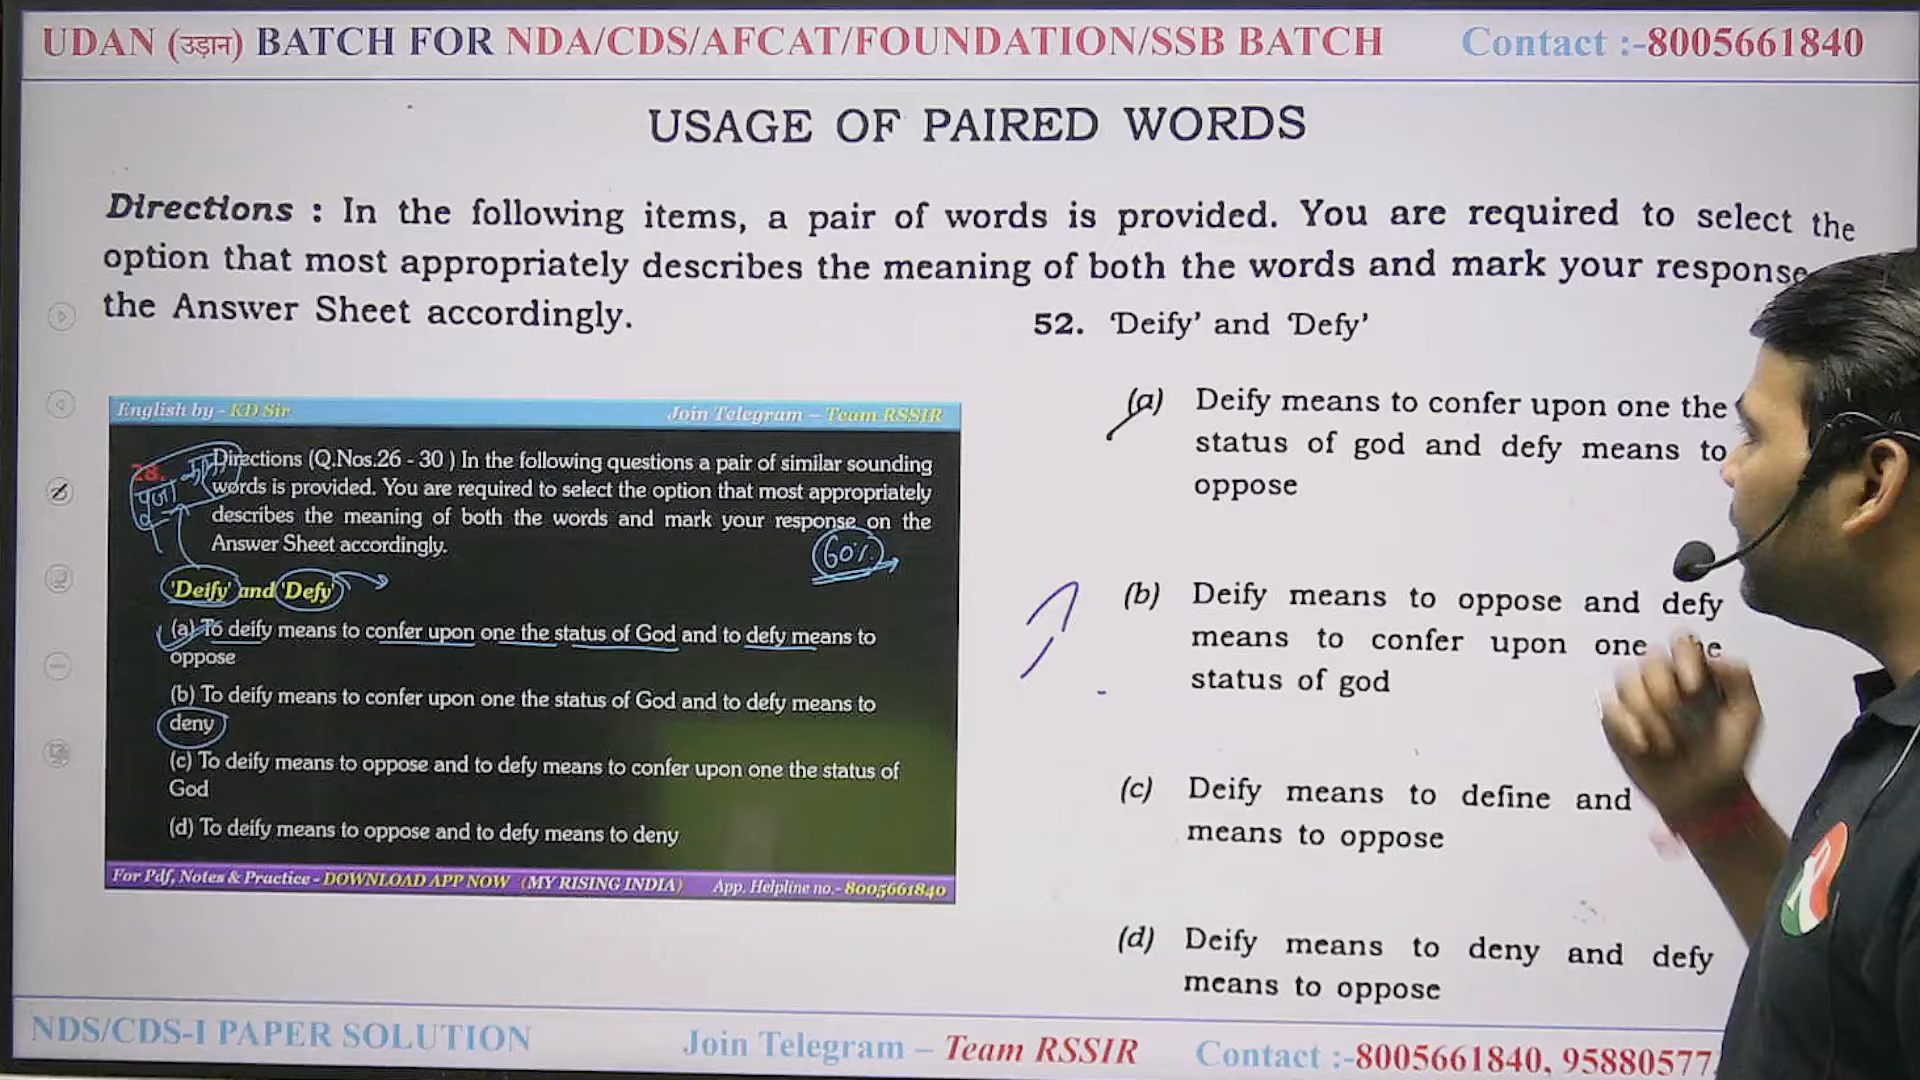 UDAN (उड़ान) BATCH FOR NDA/CDS/AFCAT/FOUNDATION/SSB BATCH Contact :-8005661840
USAGE OF PAIRED WORDS
Directions : In the following items, a pair of words is provided. You are required to select the
option that most appropriately describes the meaning of both the words and mark your response
the Answer Sheet accordingly.
English by - KD Sir Join Telegram – Team RSSIR
28. Directions (Q.Nos.26 - 30 ) In the following questions a pair of similar sounding
words is provided. You are required to select the option that most appropriately
describes the meaning of both the words and mark your response on the
Answer Sheet accordingly.
पूजा
60%
'Deify' and 'Defy'
(a) To deify means to confer upon one the status of God and to defy means to
oppose
(b) To deify means to confer upon one the status of God and to defy means to
deny
(c) To deify means to oppose and to defy means to confer upon one the status of
God
(d) To deify means to oppose and to defy means to deny
For Pdf, Notes & Practice - DOWNLOAD APP NOW (MY RISING INDIA) App. Helpline no.- 8005661840
52. 'Deify' and 'Defy'
(a) Deify means to confer upon one the
status of god and defy means to
oppose
(b) Deify means to oppose and defy
means to confer upon one
status of god
(c) Deify means to define and
means to oppose
(d) Deify means to deny and defy
means to oppose
NDS/CDS-I PAPER SOLUTION Join Telegram – Team RSSIR Contact :-8005661840, 95880577